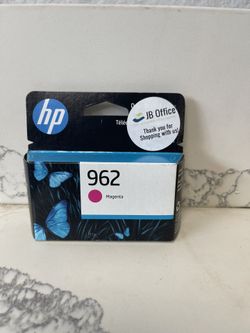 hp
JB Office
Thank you for
Shopping with us!
962
Magenta